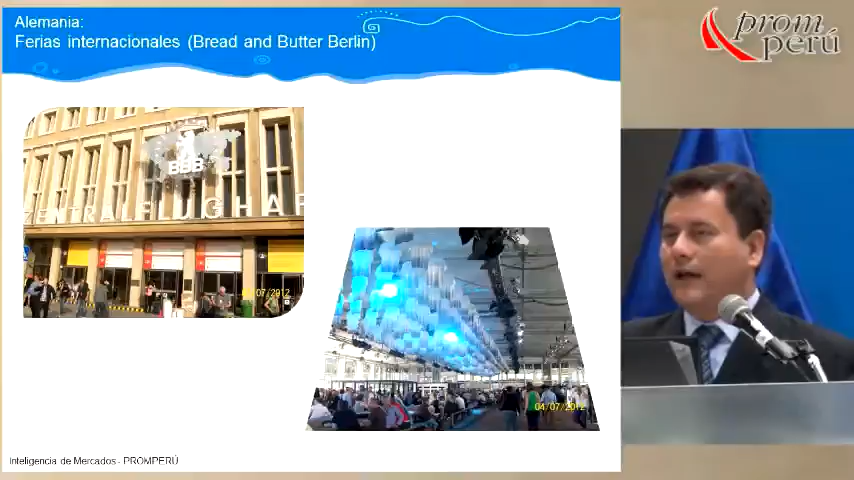 Alemania:
Ferias internacionales (Bread and Butter Berlin)
prom
perú
BBB
ZENTRALFLUGHAF
04/07/2012
04/07/2012
Inteligencia de Mercados - PROMPERÚ